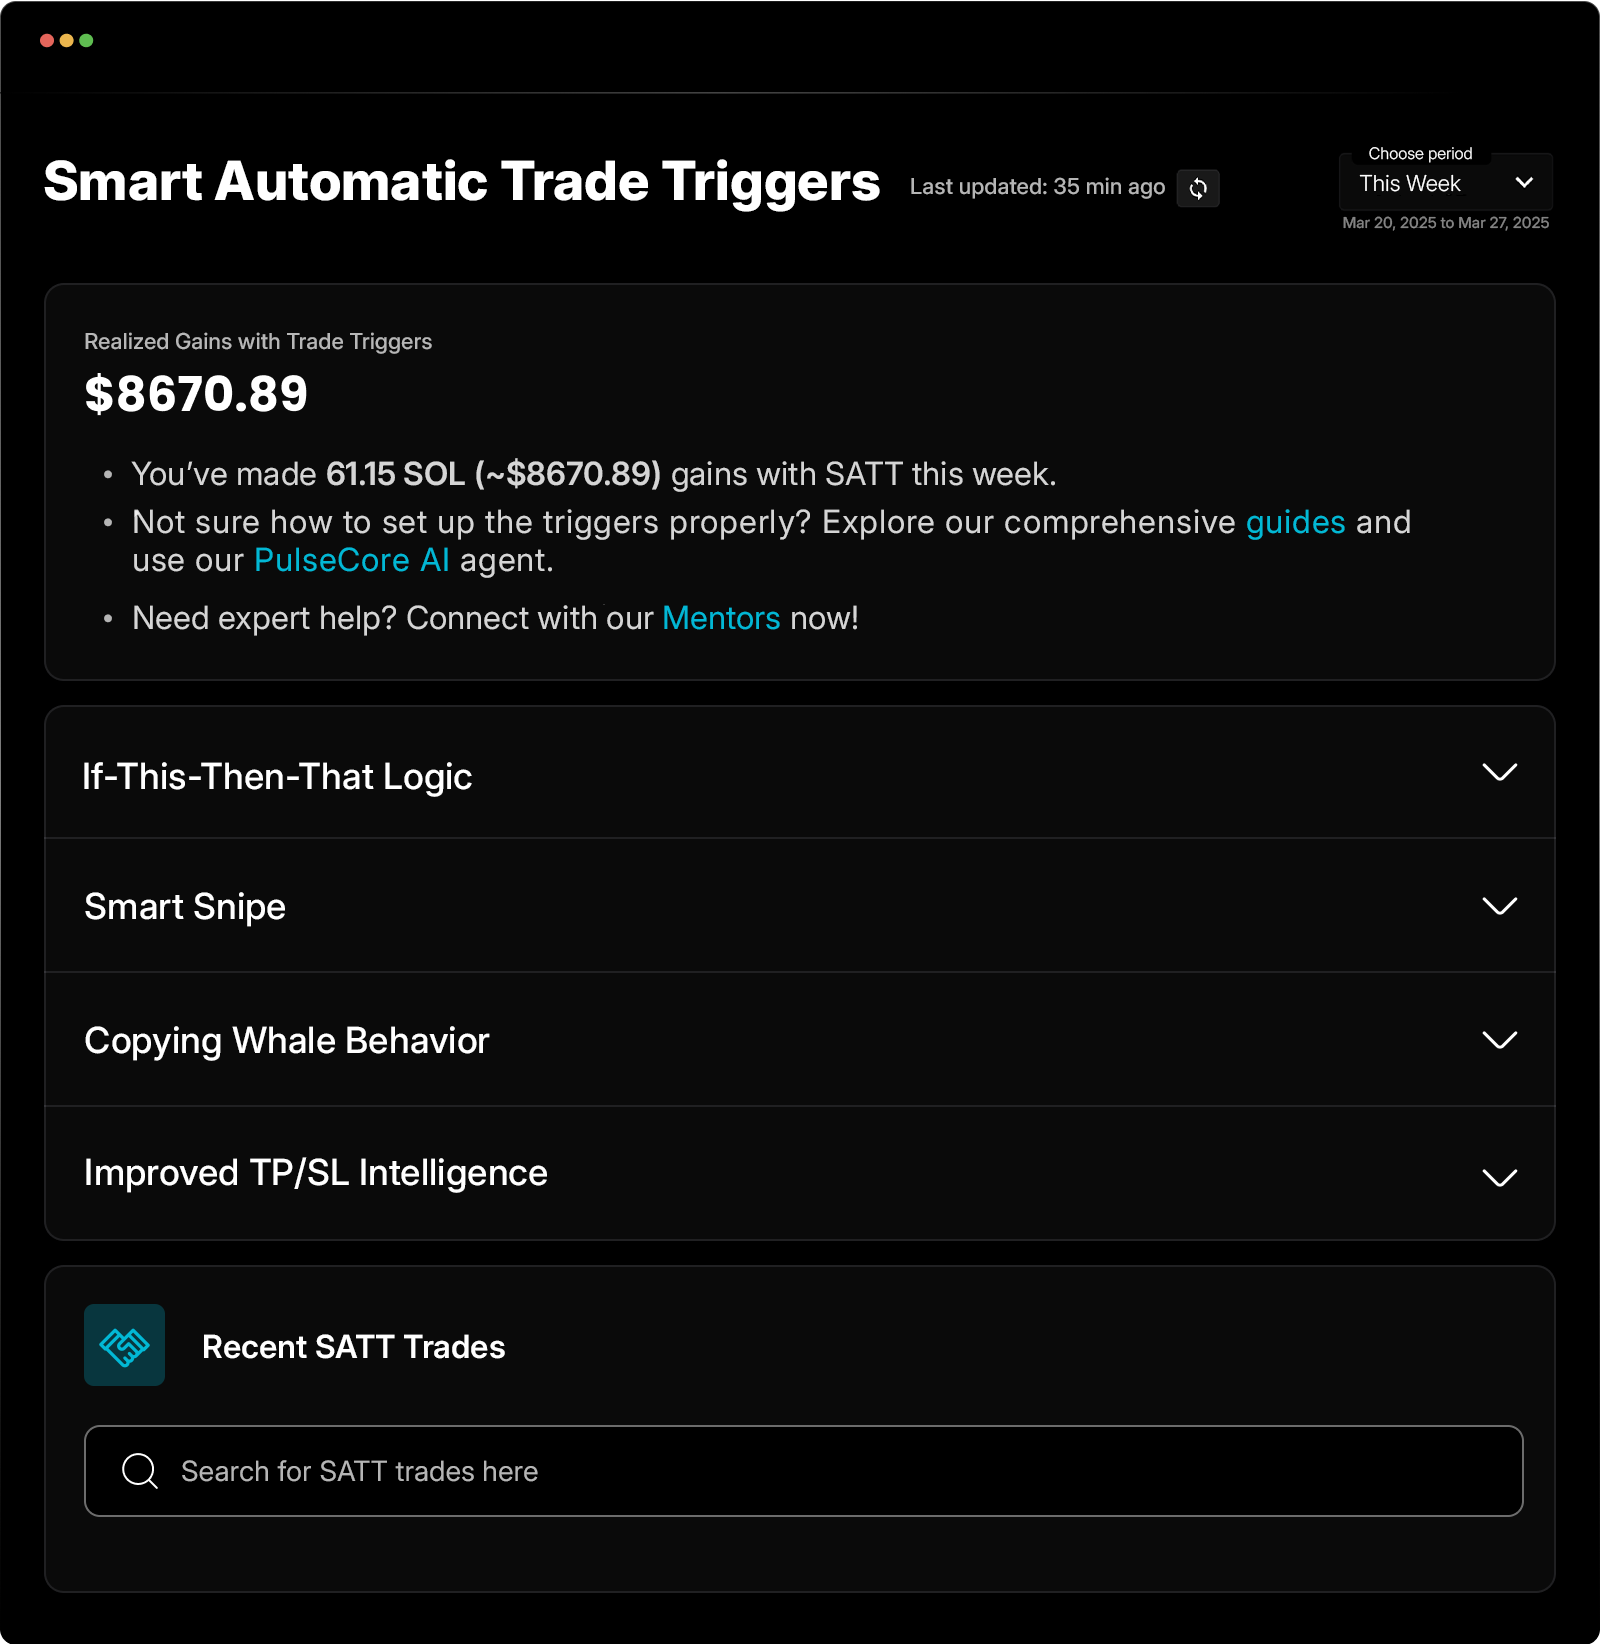 Smart Automatic Trade Triggers
Last updated: 35 min ago
Choose period
This Week
Mar 20, 2025 to Mar 27, 2025
Realized Gains with Trade Triggers
$8670.89
• You’ve made 61.15 SOL (~$8670.89) gains with SATT this week.
• Not sure how to set up the triggers properly? Explore our comprehensive guides and
use our PulseCore AI agent.
• Need expert help? Connect with our Mentors now!
If-This-Then-That Logic
Smart Snipe
Copying Whale Behavior
Improved TP/SL Intelligence
Recent SATT Trades
Search for SATT trades here